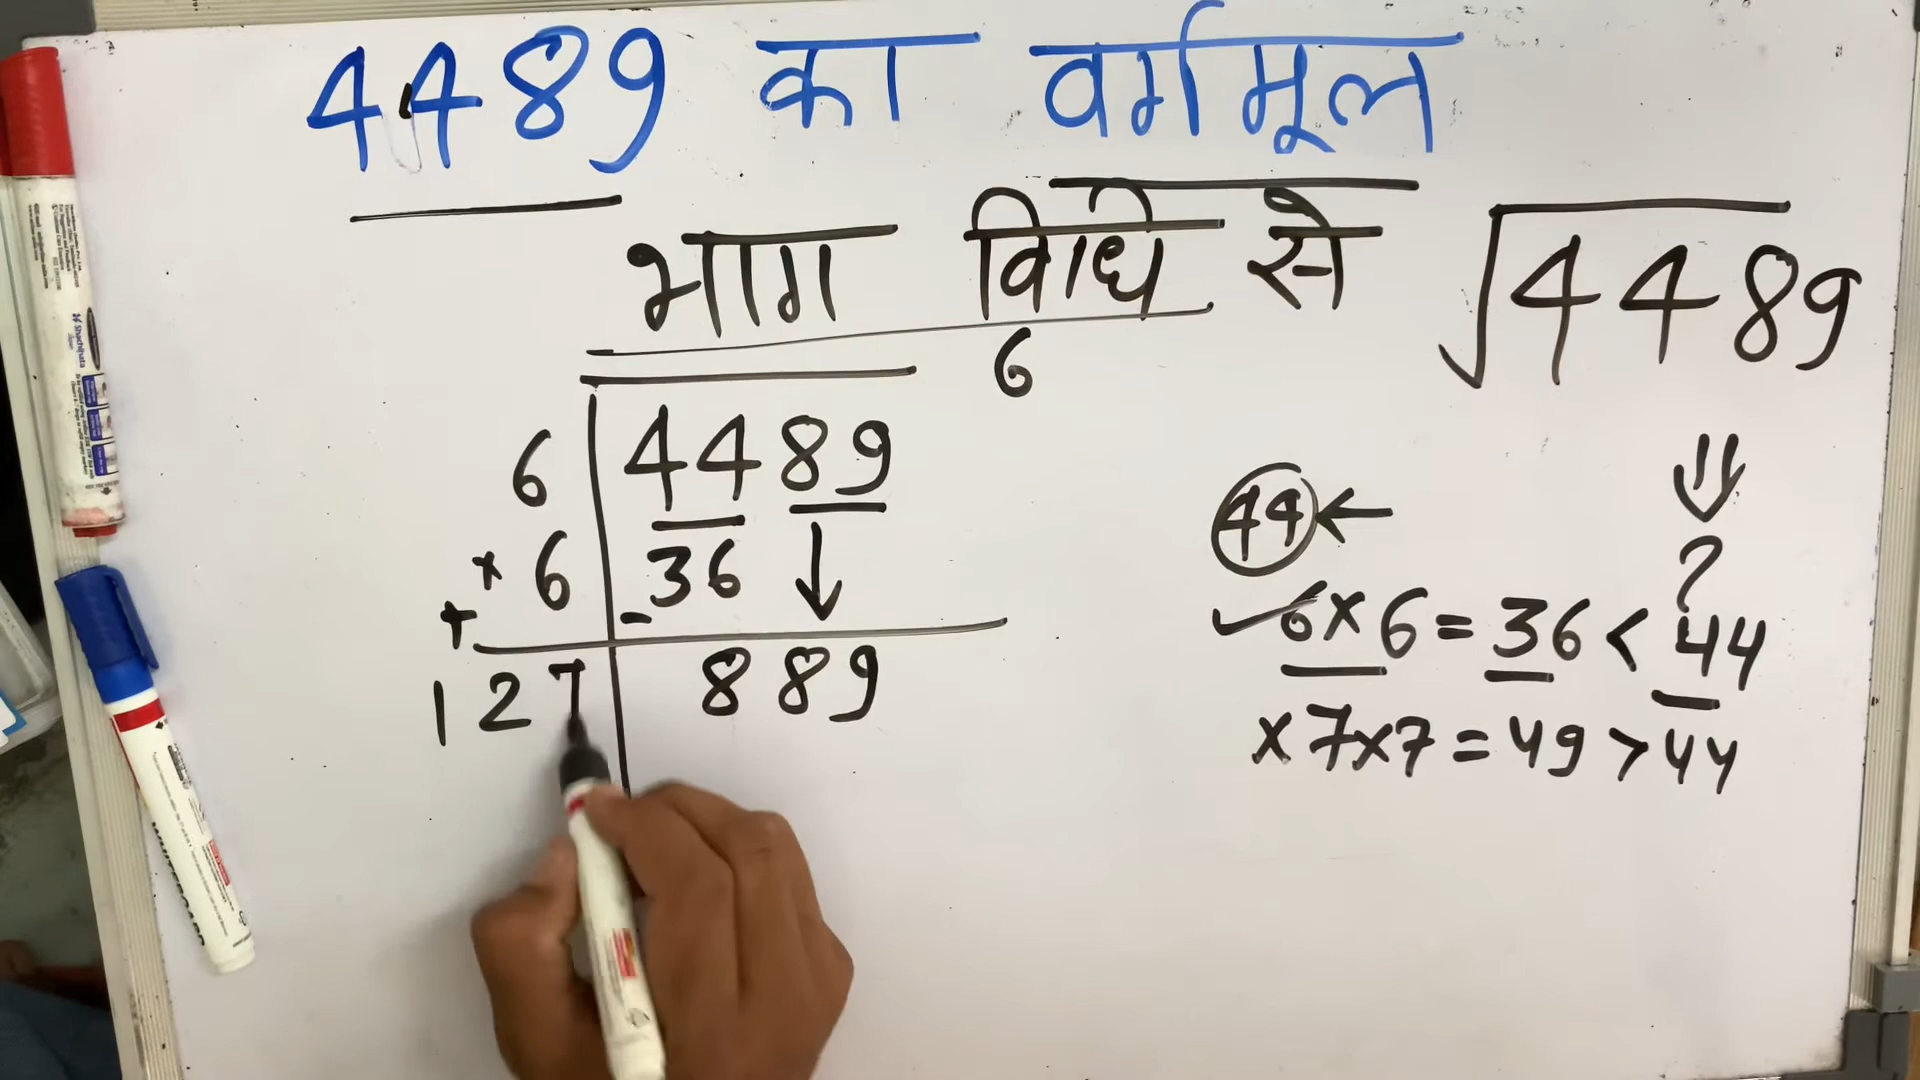 4489 का वर्गमूल
भाग विधि से
√4489
6
6 4489
× 6 36
+ -
127 889
44 ←
⇓
?
✓6×6=36<44
×7×7=49>44
Shachihata